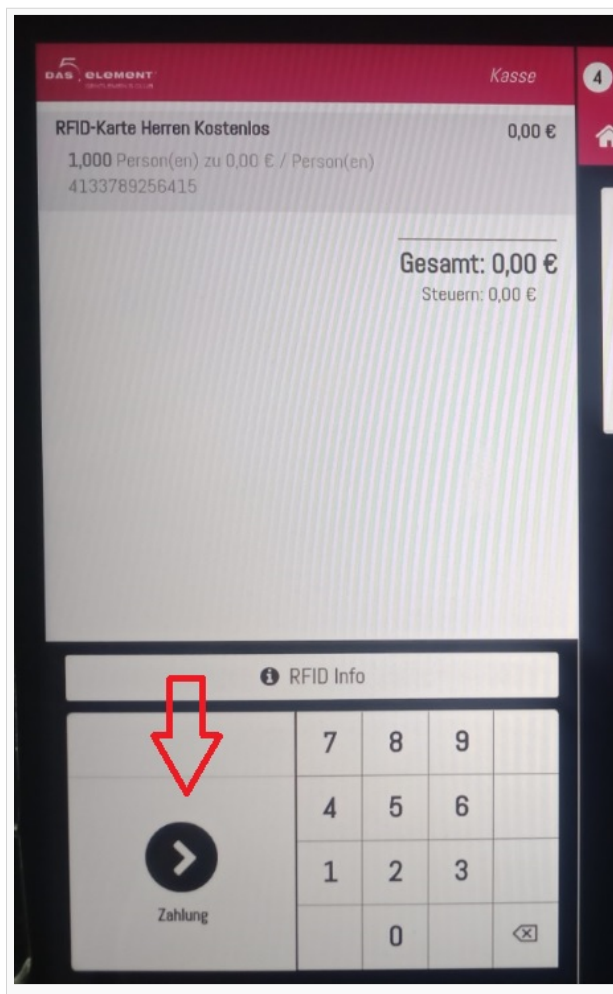 DAS 5 ELEMENT
Kasse
4
RFID-Karte Herren Kostenlos 0,00 €
1,000 Person(en) zu 0,00 € / Person(en)
4133789256415
Gesamt: 0,00 €
Steuern: 0,00 €
RFID Info
7 8 9
4 5 6
1 2 3
0
Zahlung